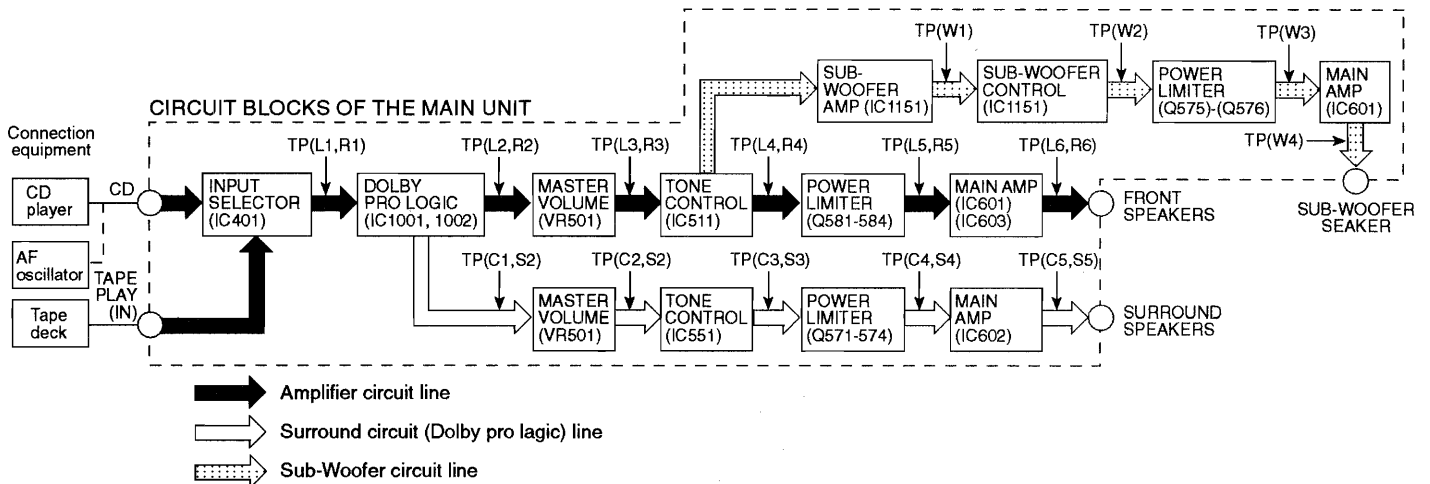 TP(W1)
TP(W2)
TP(W3)
SUB-
WOOFER
AMP (IC1151)
SUB-WOOFER
CONTROL
(IC1151)
POWER
LIMITER
(Q575)-(Q576)
MAIN
AMP
(IC601)
TP(W4)
SUB-WOOFER
SEAKER
CIRCUIT BLOCKS OF THE MAIN UNIT
Connection
equipment
CD
player
CD
AF
oscillator
TAPE
PLAY
(IN)
Tape
deck
INPUT
SELECTOR
(IC401)
TP(L1,R1)
DOLBY
PRO LOGIC
(IC1001, 1002)
TP(L2,R2)
MASTER
VOLUME
(VR501)
TP(L3,R3)
TONE
CONTROL
(IC511)
TP(L4,R4)
POWER
LIMITER
(Q581-584)
TP(L5,R5)
MAIN AMP
(IC601)
(IC603)
TP(L6,R6)
FRONT
SPEAKERS
TP(C1,S2)
MASTER
VOLUME
(VR501)
TP(C2,S2)
TONE
CONTROL
(IC551)
TP(C3,S3)
POWER
LIMITER
(Q571-574)
TP(C4,S4)
MAIN
AMP
(IC602)
TP(C5,S5)
SURROUND
SPEAKERS
Amplifier circuit line
Surround circuit (Dolby pro lagic) line
Sub-Woofer circuit line